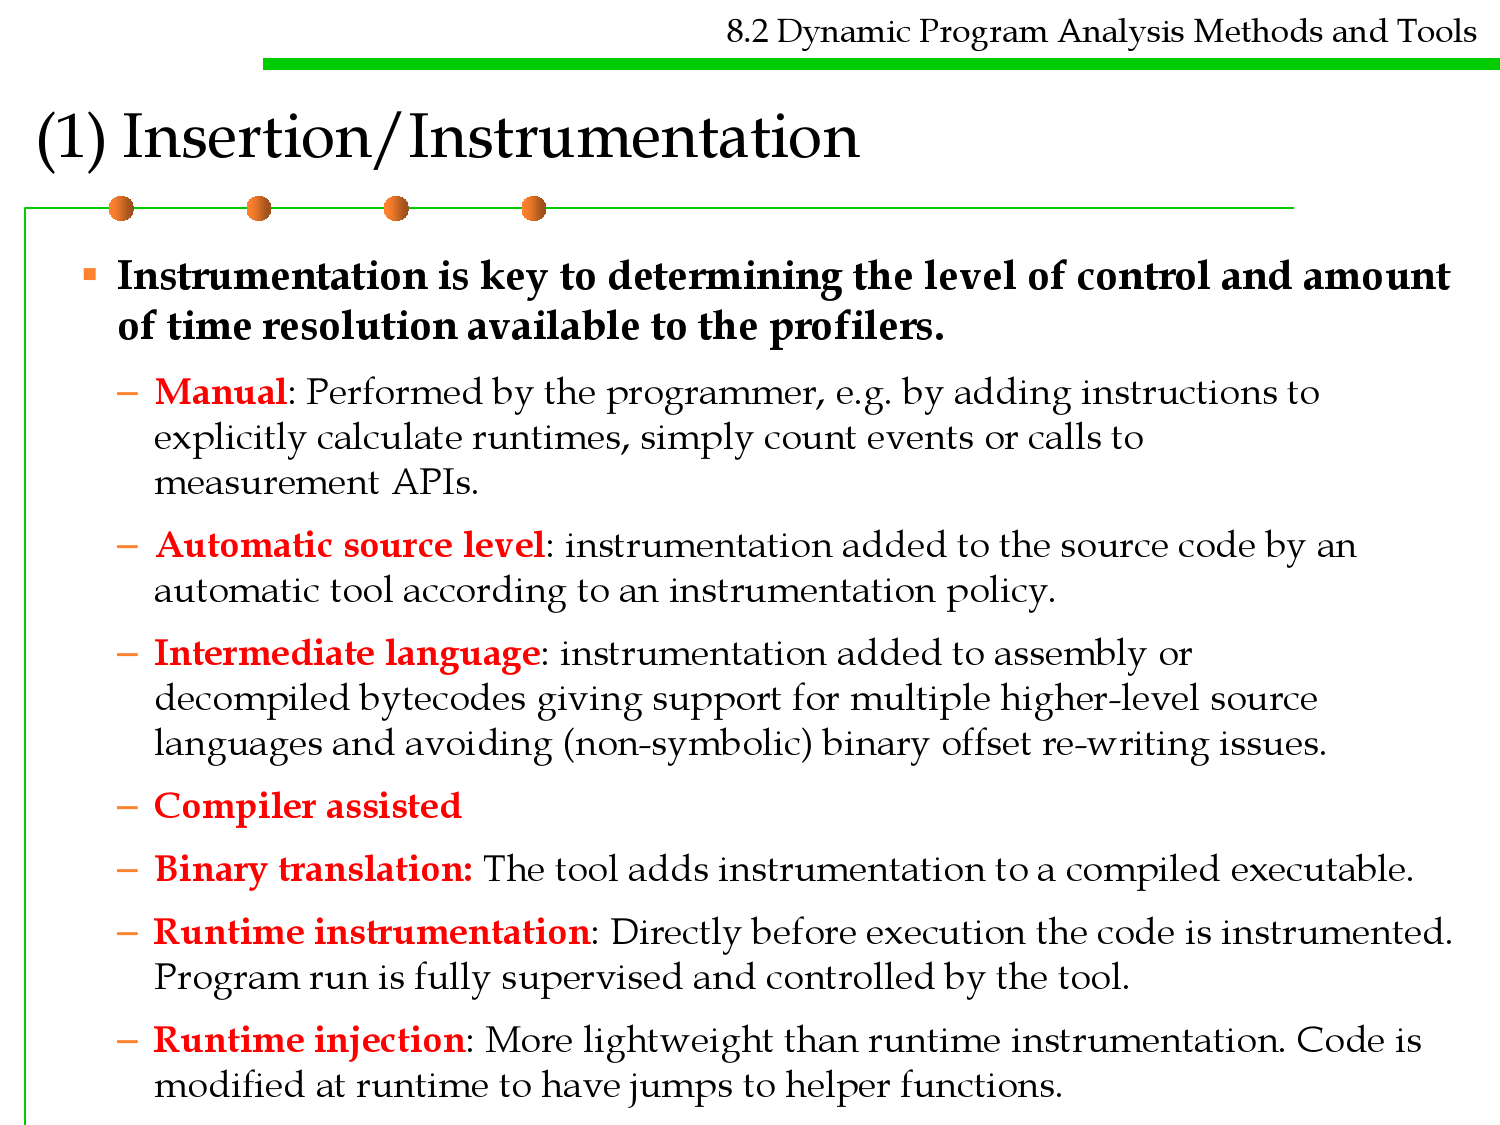 8.2 Dynamic Program Analysis Methods and Tools
(1) Insertion/Instrumentation
▪ Instrumentation is key to determining the level of control and amount
of time resolution available to the profilers.
– Manual: Performed by the programmer, e.g. by adding instructions to
explicitly calculate runtimes, simply count events or calls to
measurement APIs.
– Automatic source level: instrumentation added to the source code by an
automatic tool according to an instrumentation policy.
– Intermediate language: instrumentation added to assembly or
decompiled bytecodes giving support for multiple higher-level source
languages and avoiding (non-symbolic) binary offset re-writing issues.
– Compiler assisted
– Binary translation: The tool adds instrumentation to a compiled executable.
– Runtime instrumentation: Directly before execution the code is instrumented.
Program run is fully supervised and controlled by the tool.
– Runtime injection: More lightweight than runtime instrumentation. Code is
modified at runtime to have jumps to helper functions.